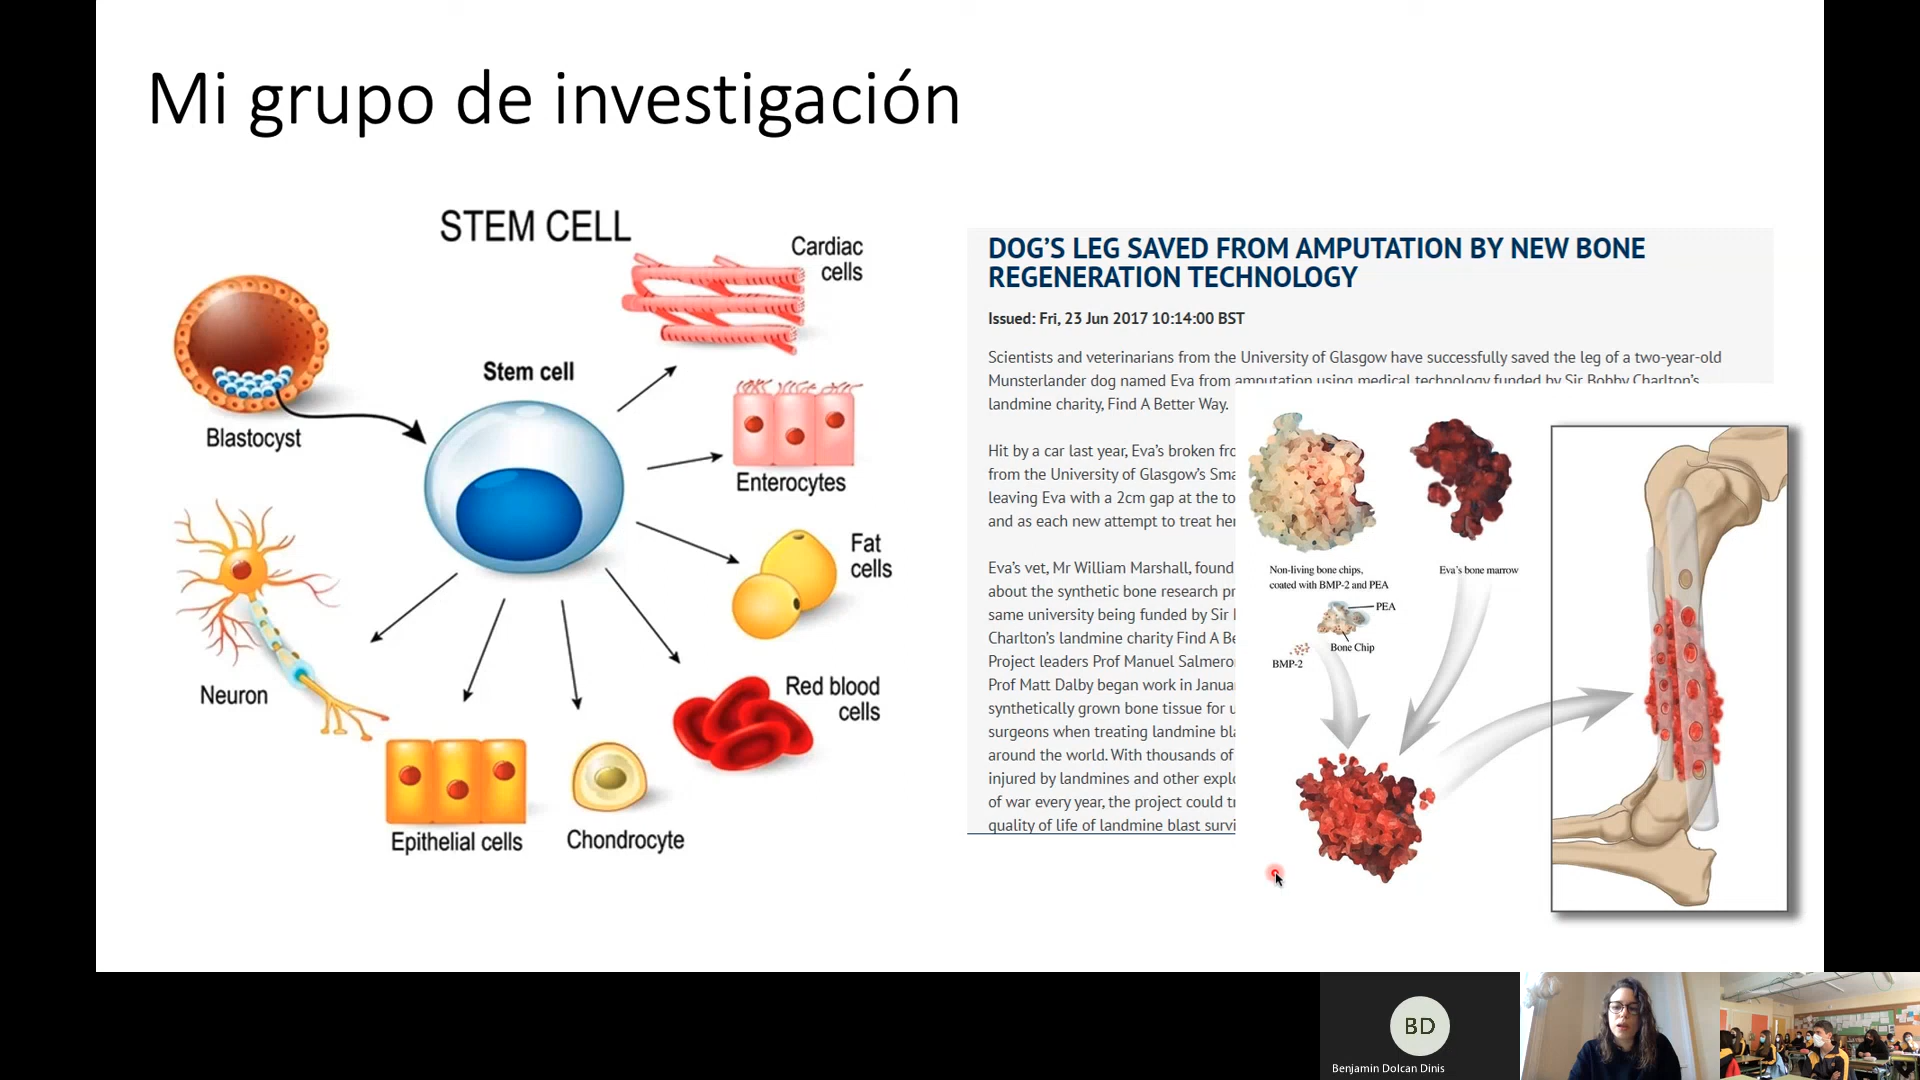 Mi grupo de investigación
STEM CELL
Cardiac
cells
Stem cell
Blastocyst
Enterocytes
Fat
cells
Neuron
Red blood
cells
Epithelial cells
Chondrocyte
DOG'S LEG SAVED FROM AMPUTATION BY NEW BONE
REGENERATION TECHNOLOGY
Issued: Fri, 23 Jun 2017 10:14:00 BST
Scientists and veterinarians from the University of Glasgow have successfully saved the leg of a two-year-old
Munsterlander dog named Eva from amputation using medical technology funded by Sir Bobby Charlton's
landmine charity, Find A Better Way.
Hit by a car last year, Eva's broken fro
from the University of Glasgow's Sma
leaving Eva with a 2cm gap at the to
and as each new attempt to treat her
Eva's vet, Mr William Marshall, found
about the synthetic bone research pr
same university being funded by Sir
Charlton's landmine charity Find A Be
Project leaders Prof Manuel Salmero
Prof Matt Dalby began work in Janua
synthetically grown bone tissue for u
surgeons when treating landmine bla
around the world. With thousands of
injured by landmines and other explo
of war every year, the project could tr
quality of life of landmine blast survi
Non-living bone chips,
coated with BMP-2 and PEA
Eva's bone marrow
PEA
Bone Chip
BMP-2
BD
Benjamin Dolcan Dinis